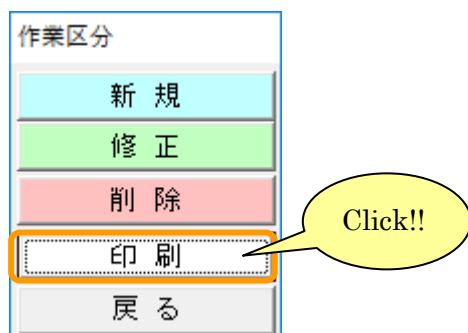 作業区分
新 規
修 正
削 除
印 刷
Click!!
戻 る